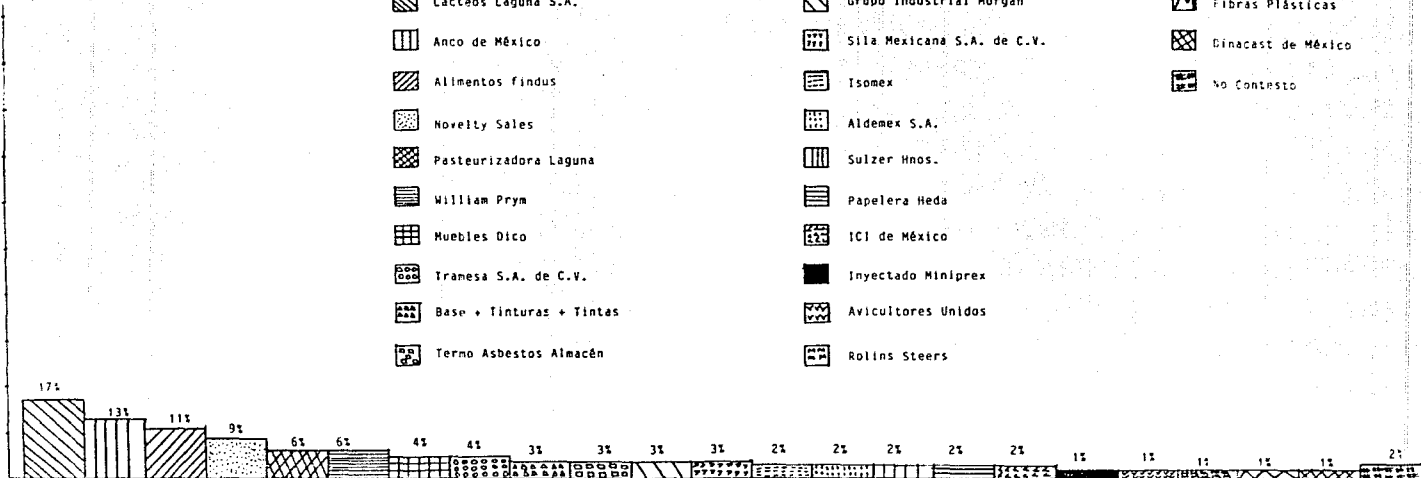 Lácteos Laguna S.A.
Anco de México
Alimentos findus
Novelty Sales
Pasteurizadora Laguna
William Prym
Muebles Dico
Tramesa S.A. de C.V.
Base + Tinturas + Tintas
Termo Asbestos Almacén
Grupo Industrial Morgan
Sila Mexicana S.A. de C.V.
Isomex
Aldemex S.A.
Sulzer Hnos.
Papelera Heda
ICI de México
Inyectado Miniprex
Avicultores Unidos
Rolins Steers
Fibras Plásticas
Dinacast de México
No Contesto
17% 13% 11% 9% 6% 6% 4% 4% 3% 3% 3% 3% 2% 2% 2% 2% 2% 1% 1% 1% 1% 1% 2%